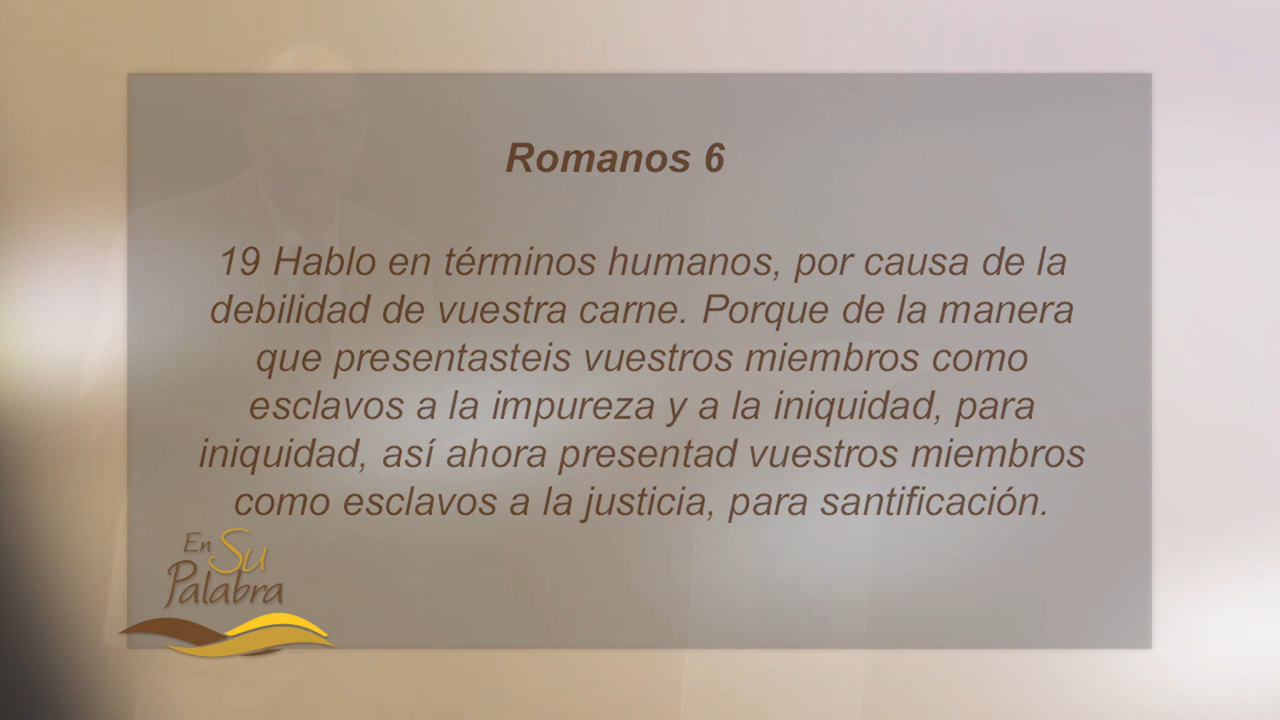 Romanos 6
19 Hablo en términos humanos, por causa de la
debilidad de vuestra carne. Porque de la manera
que presentasteis vuestros miembros como
esclavos a la impureza y a la iniquidad, para
iniquidad, así ahora presentad vuestros miembros
como esclavos a la justicia, para santificación.
En Su
Palabra